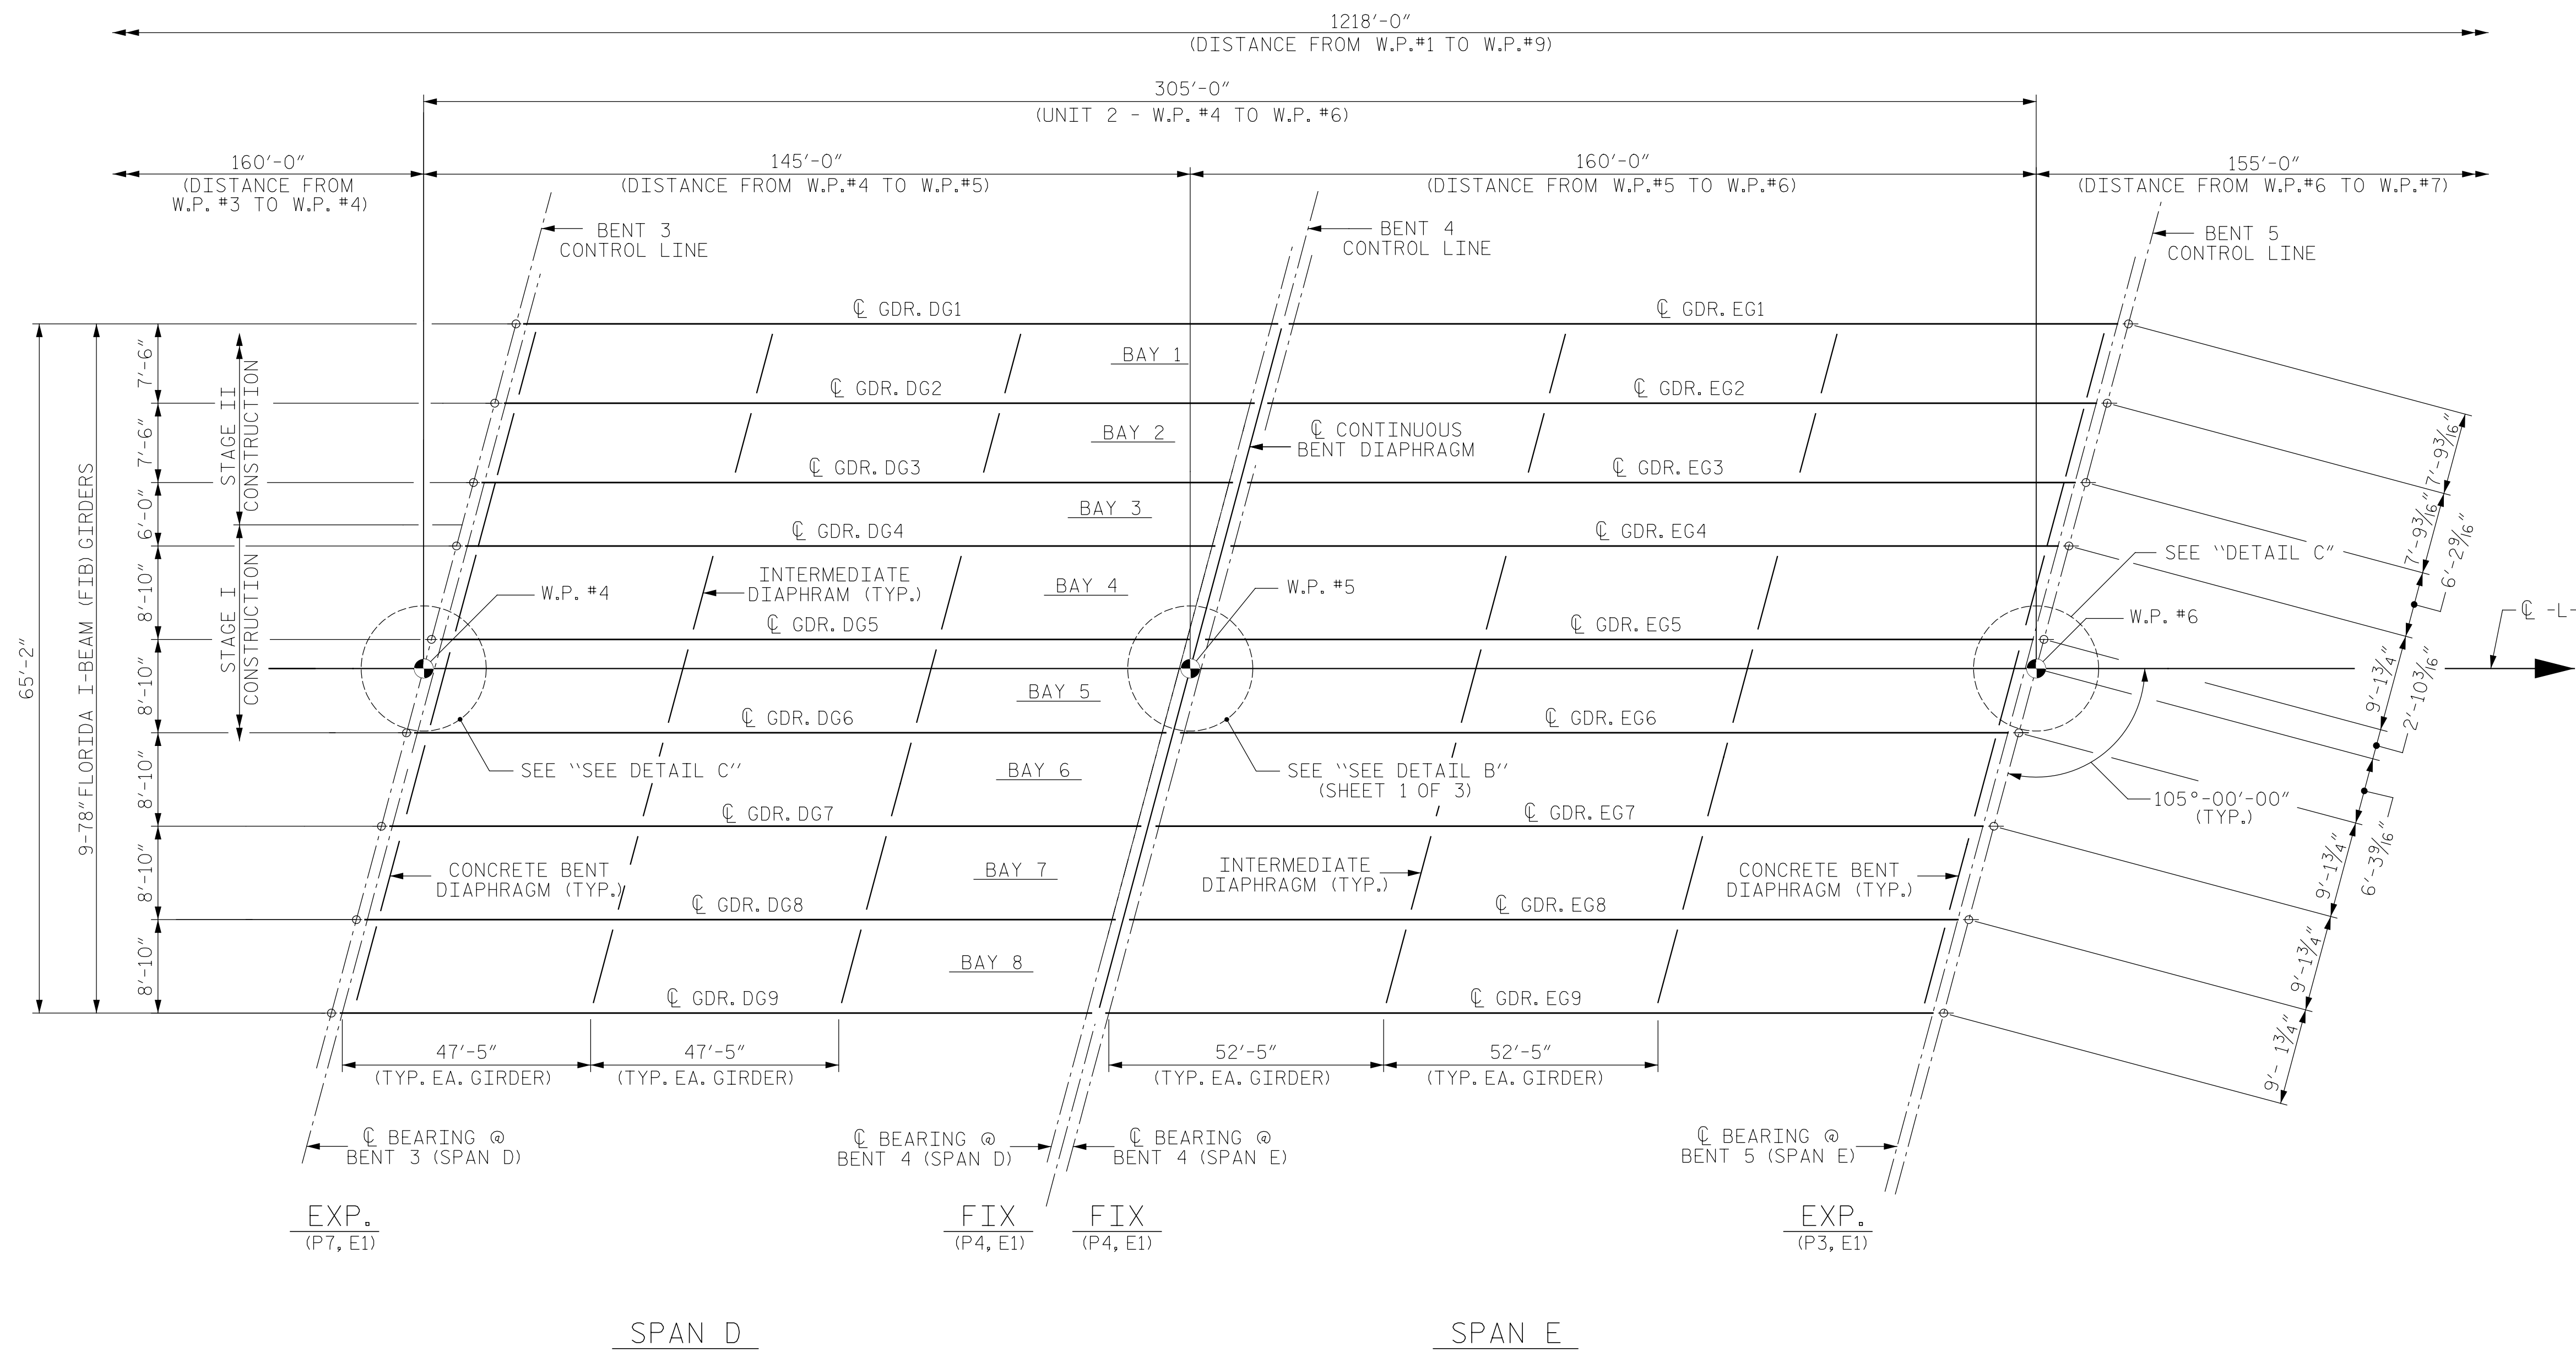 1218'-0"
(DISTANCE FROM W.P.#1 TO W.P.#9)
305'-0"
(UNIT 2 - W.P.#4 TO W.P.#6)
160'-0"
(DISTANCE FROM
W.P.#3 TO W.P.#4)
145'-0"
(DISTANCE FROM W.P.#4 TO W.P.#5)
160'-0"
(DISTANCE FROM W.P.#5 TO W.P.#6)
155'-0"
(DISTANCE FROM W.P.#6 TO W.P.#7)
BENT 3
CONTROL LINE
BENT 4
CONTROL LINE
BENT 5
CONTROL LINE
℄ GDR. DG1
℄ GDR. EG1
BAY 1
℄ GDR. DG2
℄ GDR. EG2
BAY 2
℄ CONTINUOUS
BENT DIAPHRAGM
℄ GDR. DG3
℄ GDR. EG3
BAY 3
℄ GDR. DG4
℄ GDR. EG4
SEE ``DETAIL C''
INTERMEDIATE
DIAPHRAM (TYP.)
BAY 4
W.P. #4
W.P. #5
W.P. #6
℄ -L-
℄ GDR. DG5
℄ GDR. EG5
BAY 5
℄ GDR. DG6
℄ GDR. EG6
SEE ``SEE DETAIL C''
BAY 6
SEE ``SEE DETAIL B''
(SHEET 1 OF 3)
105°-00'-00"
(TYP.)
℄ GDR. DG7
℄ GDR. EG7
CONCRETE BENT
DIAPHRAGM (TYP.)
BAY 7
INTERMEDIATE
DIAPHRAGM (TYP.)
CONCRETE BENT
DIAPHRAGM (TYP.)
℄ GDR. DG8
℄ GDR. EG8
BAY 8
℄ GDR. DG9
℄ GDR. EG9
65'-2"
9-78" FLORIDA I-BEAM (FIB) GIRDERS
7'-6"
7'-6"
6'-0"
8'-10"
8'-10"
8'-10"
8'-10"
8'-10"
STAGE II
CONSTRUCTION
STAGE I
CONSTRUCTION
7'-9 3/16"
7'-9 3/16"
6'-2 9/16"
9'-1 3/4"
2'-10 3/16"
6'-3 9/16"
9'-1 3/4"
9'-1 3/4"
9'-1 3/4"
47'-5"
(TYP. EA. GIRDER)
47'-5"
(TYP. EA. GIRDER)
52'-5"
(TYP. EA. GIRDER)
52'-5"
(TYP. EA. GIRDER)
℄ BEARING @
BENT 3 (SPAN D)
℄ BEARING @
BENT 4 (SPAN D)
℄ BEARING @
BENT 4 (SPAN E)
℄ BEARING @
BENT 5 (SPAN E)
EXP.
(P7, E1)
FIX
(P4, E1)
FIX
(P4, E1)
EXP.
(P3, E1)
SPAN D
SPAN E